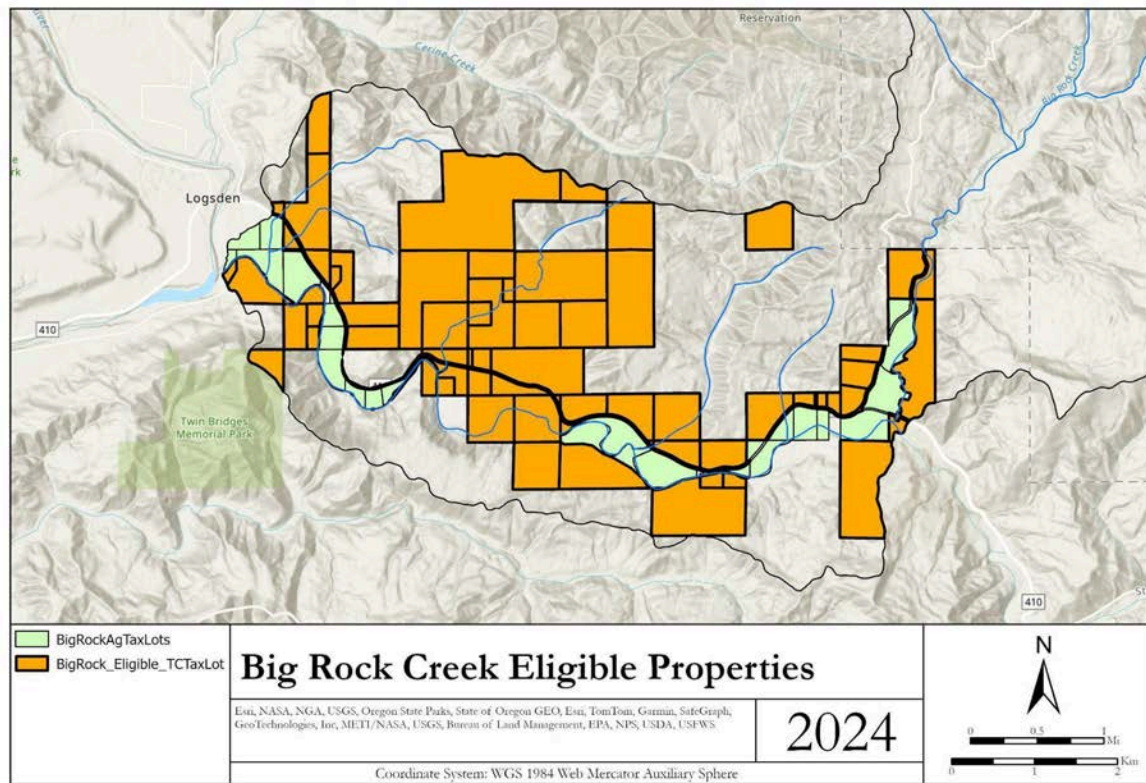 Reservation
Cerine Creek
Big Rock Creek
Logsden
410
Twin Bridges
Memorial Park
410
BigRockAgTaxLots
BigRock_Eligible_TCTaxLot
Big Rock Creek Eligible Properties
Esri, NASA, NGA, USGS, Oregon State Parks, State of Oregon GEO, Esri, TomTom, Garmin, SafeGraph,
GeoTechnologies, Inc, METI/NASA, USGS, Bureau of Land Management, EPA, NPS, USDA, USFWS
2024
Coordinate System: WGS 1984 Web Mercator Auxiliary Sphere
N
0 0.5 1
Mi
Km
0 1 2